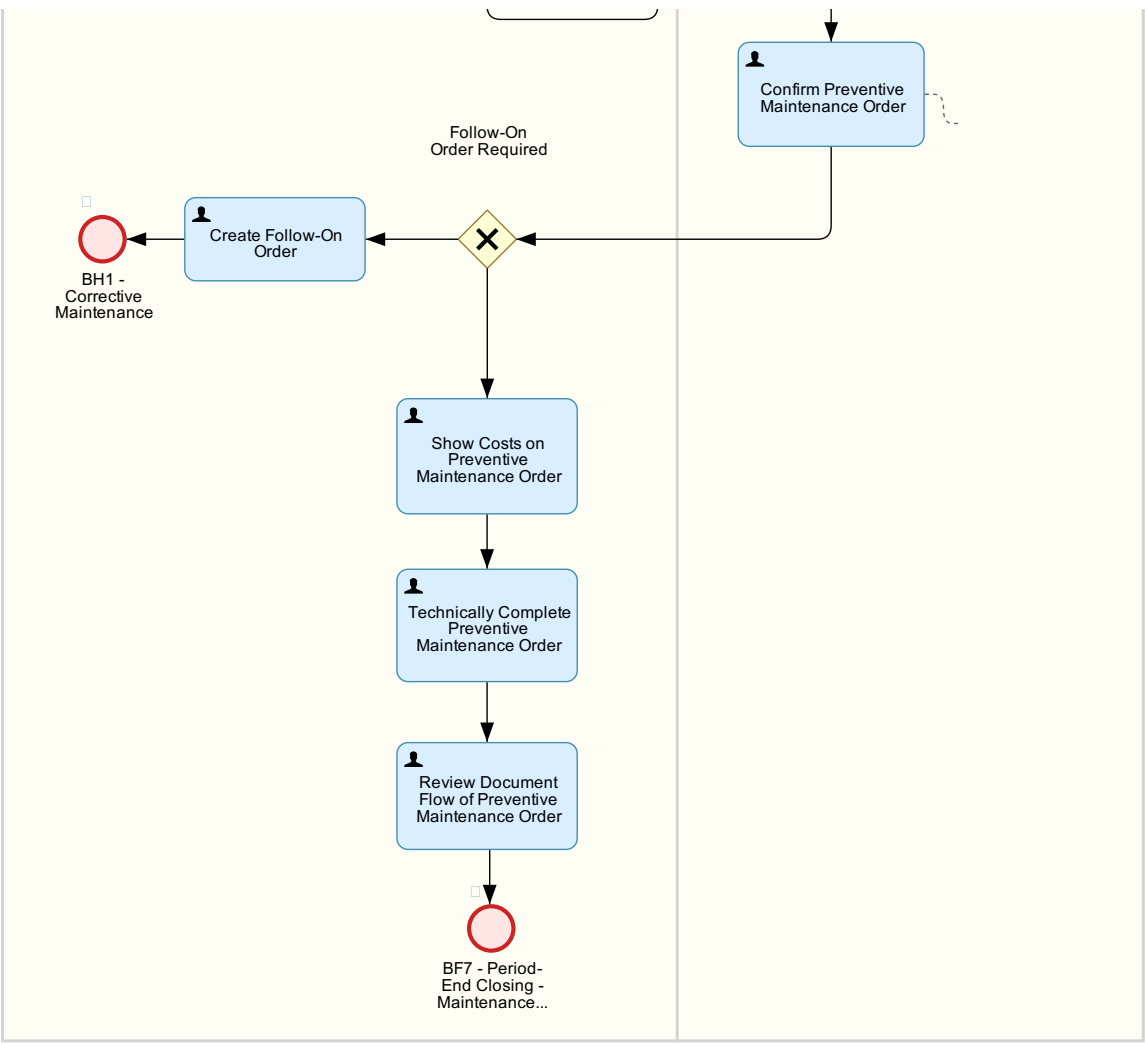 Confirm Preventive
Maintenance Order
Follow-On
Order Required
Create Follow-On
Order
BH1 -
Corrective
Maintenance
Show Costs on
Preventive
Maintenance Order
Technically Complete
Preventive
Maintenance Order
Review Document
Flow of Preventive
Maintenance Order
BF7 - Period-
End Closing -
Maintenance...